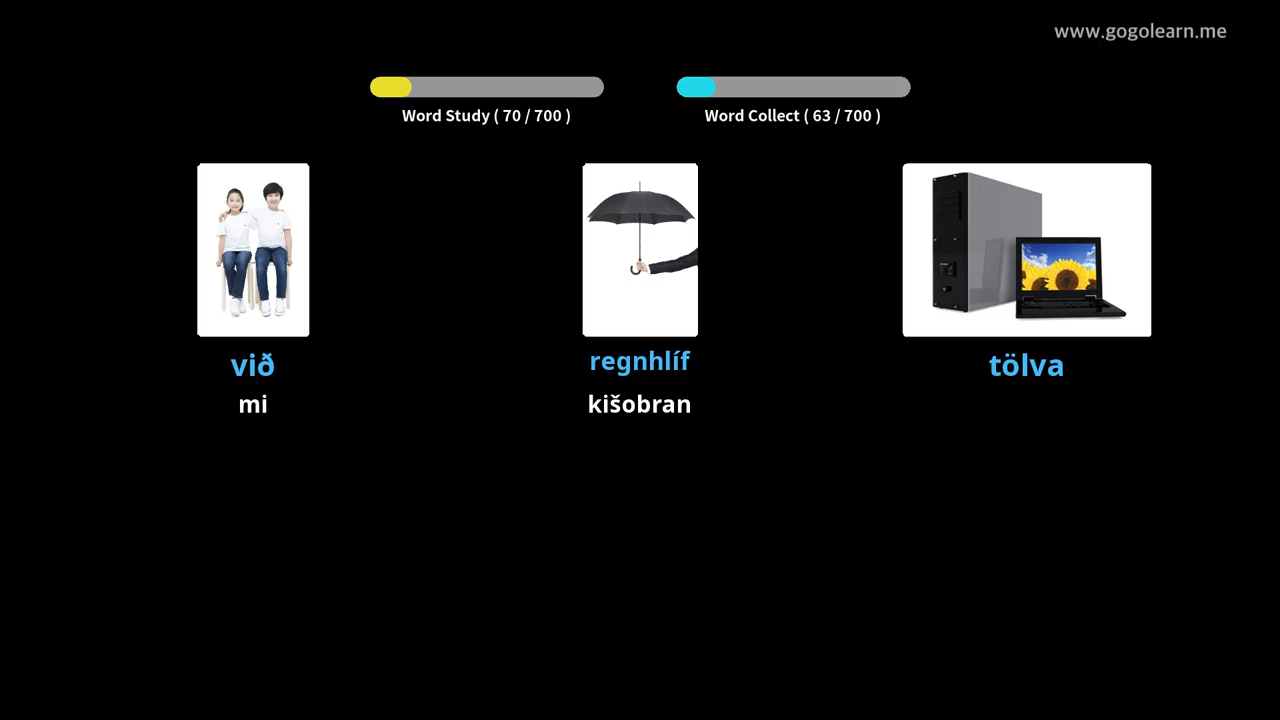 www.gogolearn.me
Word Study ( 70 / 700 )
Word Collect ( 63 / 700 )
við
regnhlíf
tölva
mi
kišobran